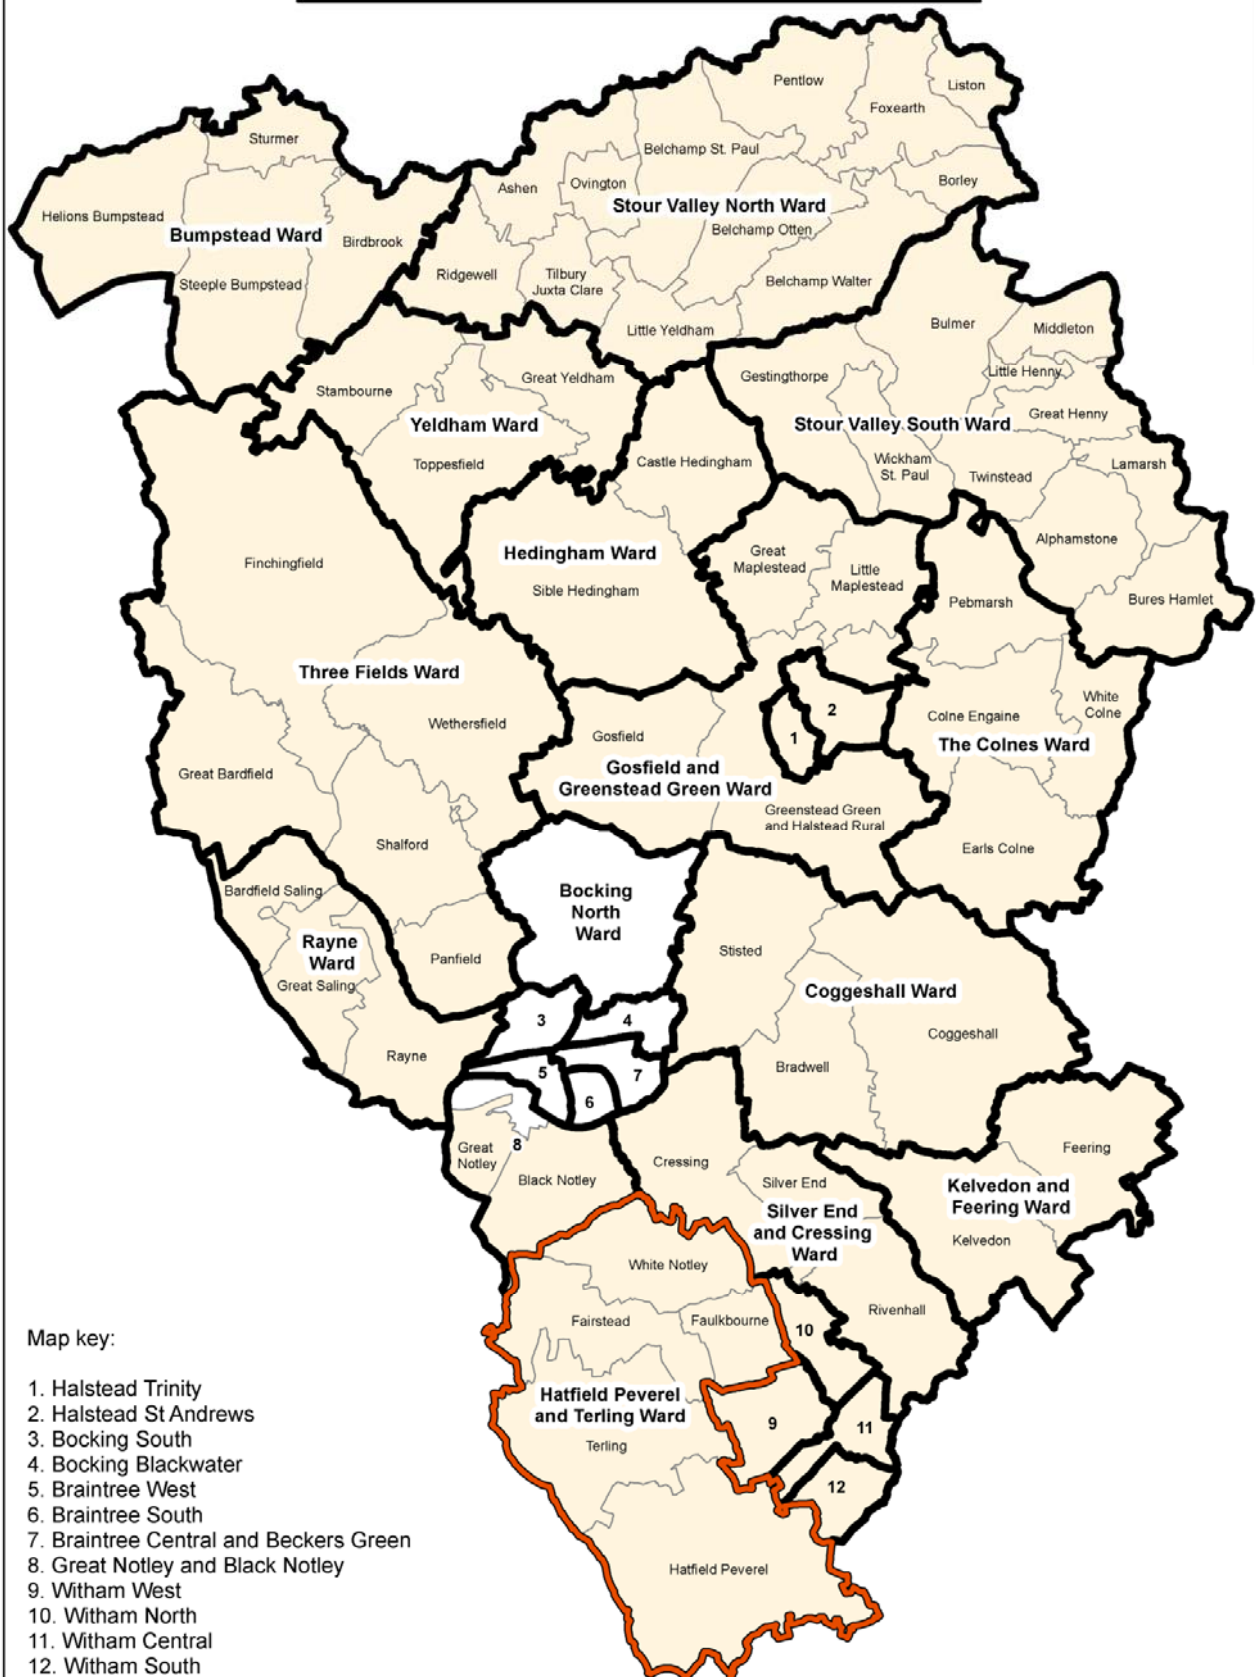 Pentlow
Liston
Foxearth
Sturmer
Belchamp St. Paul
Ashen
Ovington
Borley
Helions Bumpstead
Stour Valley North Ward
Bumpstead Ward
Birdbrook
Belchamp Otten
Ridgewell
Tilbury
Juxta Clare
Steeple Bumpstead
Belchamp Walter
Little Yeldham
Bulmer
Middleton
Gestingthorpe
Little Henny
Great Yeldham
Stambourne
Great Henny
Yeldham Ward
Stour Valley South Ward
Toppesfield
Castle Hedingham
Wickham
St. Paul
Twinstead
Lamarsh
Alphamstone
Hedingham Ward
Great
Maplestead
Little
Maplestead
Finchingfield
Sible Hedingham
Pebmarsh
Bures Hamlet
Three Fields Ward
White
Colne
Wethersfield
Gosfield
1
2
Colne Engaine
The Colnes Ward
Great Bardfield
Gosfield and
Greenstead Green Ward
Greenstead Green
and Halstead Rural
Shalford
Earls Colne
Bardfield Saling
Bocking
North
Ward
Rayne
Ward
Panfield
Stisted
Great Saling
Coggeshall Ward
3
4
Coggeshall
Rayne
Bradwell
5
7
6
8
Great
Notley
Black Notley
Cressing
Silver End
Feering
Kelvedon and
Feering Ward
Silver End
and Cressing
Ward
Kelvedon
White Notley
Fairstead
Faulkbourne
10
Rivenhall
Hatfield Peverel
and Terling Ward
Terling
9
11
12
Hatfield Peverel
Map key:
1. Halstead Trinity
2. Halstead St Andrews
3. Bocking South
4. Bocking Blackwater
5. Braintree West
6. Braintree South
7. Braintree Central and Beckers Green
8. Great Notley and Black Notley
9. Witham West
10. Witham North
11. Witham Central
12. Witham South